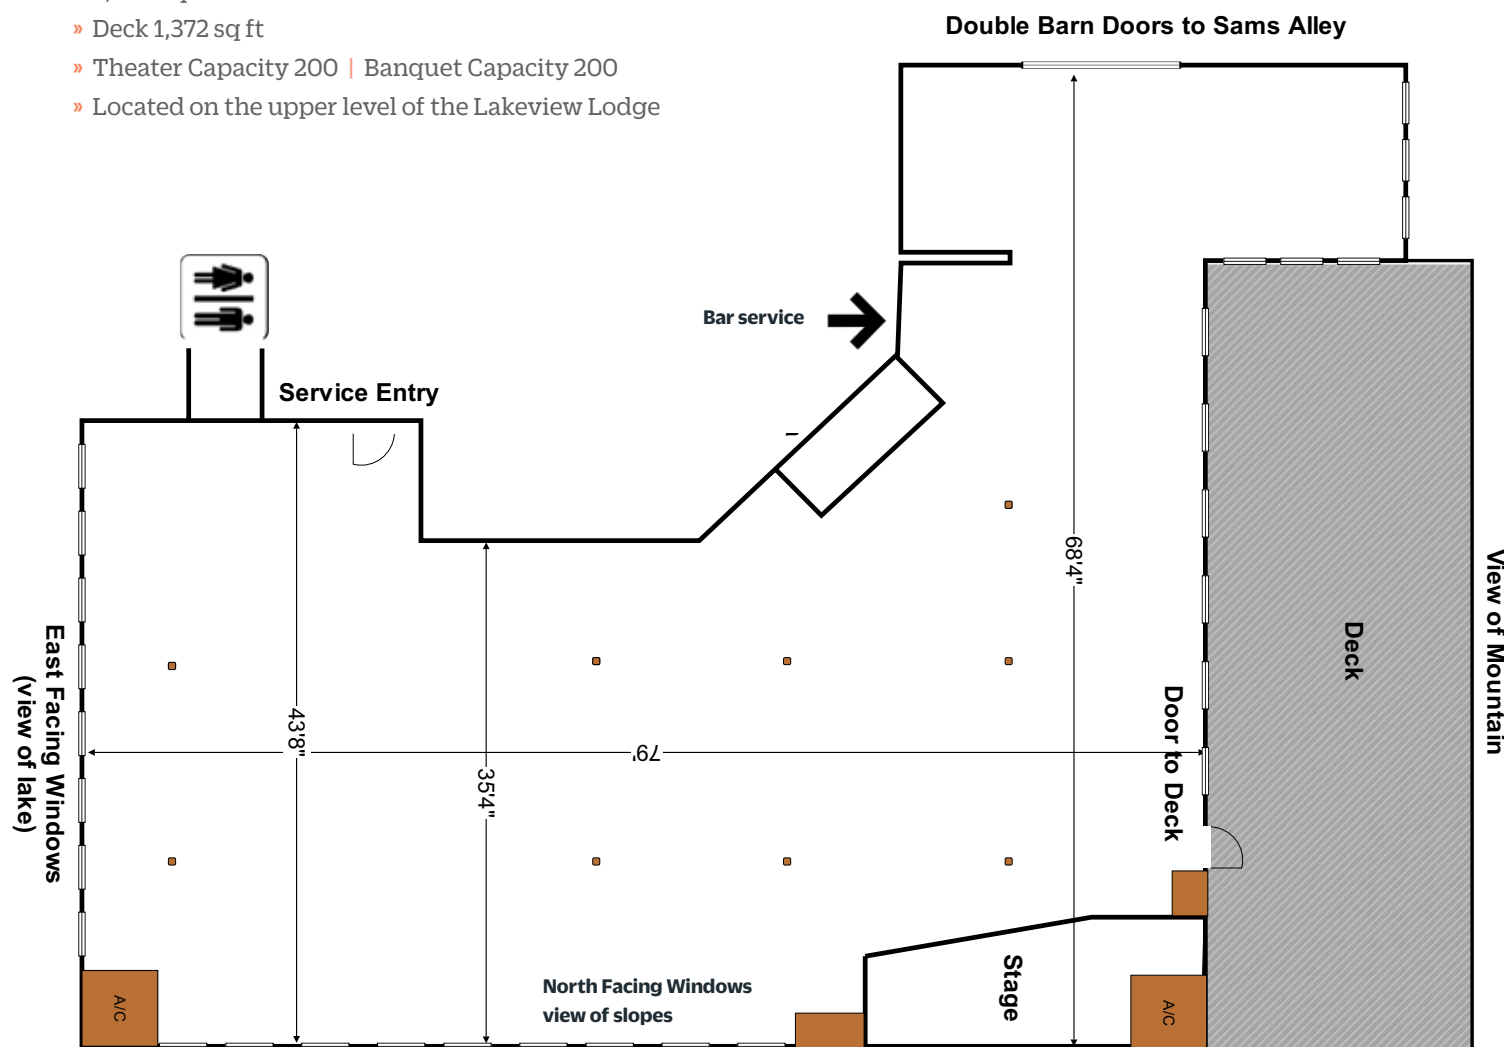 » Deck 1,372 sq ft
» Theater Capacity 200 | Banquet Capacity 200
» Located on the upper level of the Lakeview Lodge
Double Barn Doors to Sams Alley
Bar service
Service Entry
68'4"
43'8"
35'4"
79'
East Facing Windows
(view of lake)
Door to Deck
Deck
View of Mountain
North Facing Windows
view of slopes
Stage
A/C
A/C